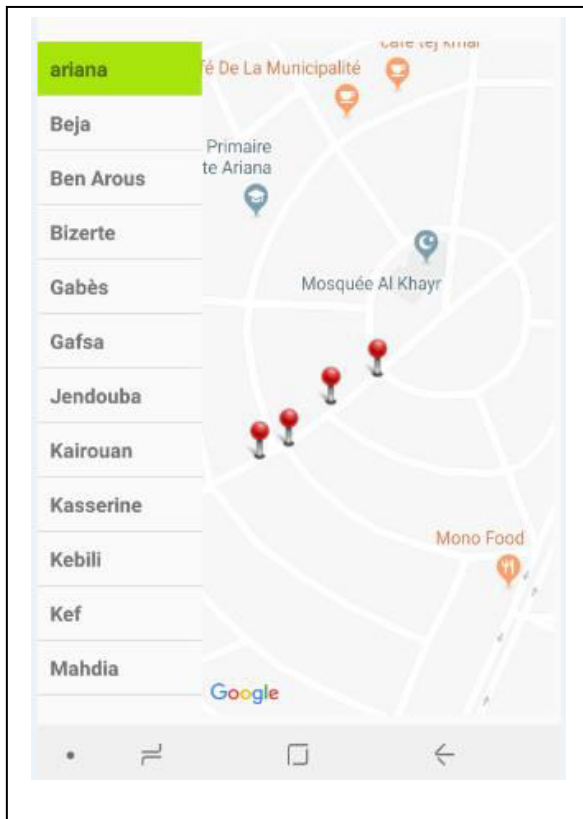 ariana
Beja
Ben Arous
Bizerte
Gabès
Gafsa
Jendouba
Kairouan
Kasserine
Kebili
Kef
Mahdia
De La Municipalité
Primaire
te Ariana
Mosquée Al Khayr
Mono Food
Google